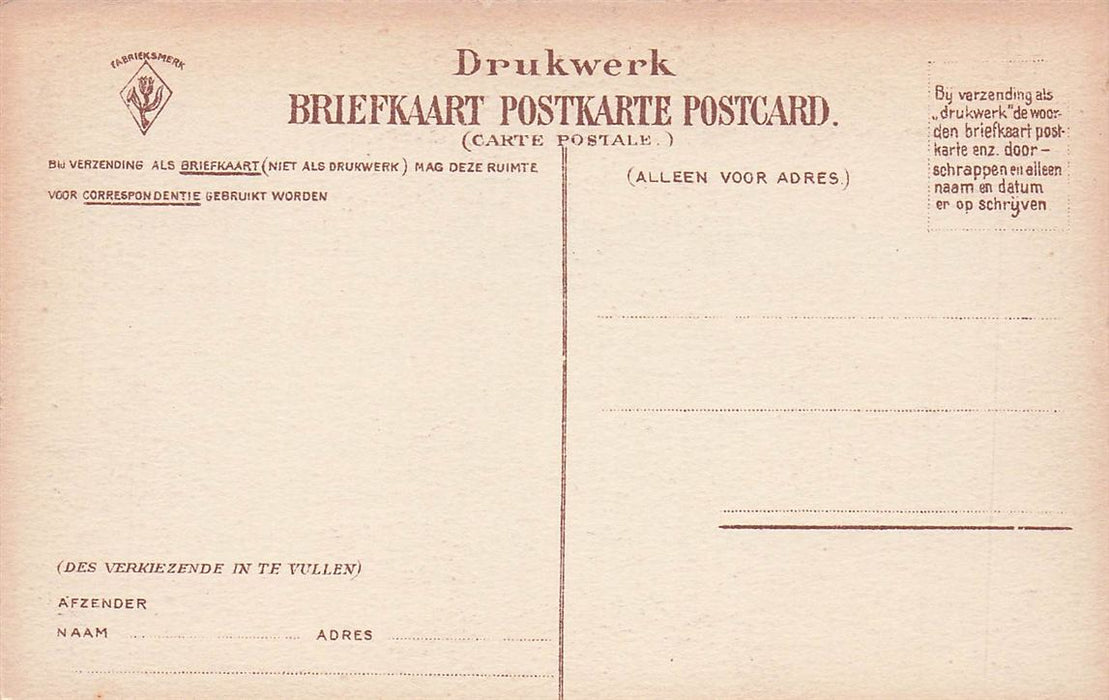 FABRIEKSMERK
Drukwerk
BRIEFKAART POSTKARTE POSTCARD.
(CARTE POSTALE.)
Bij VERZENDING ALS BRIEFKAART (NIET ALS DRUKWERK) MAG DEZE RUIMTE
VOOR CORRESPONDENTIE GEBRUIKT WORDEN
(ALLEEN VOOR ADRES.)
By verzending als
„drukwerk" de woor-
den briefkaart post-
karte enz. door-
schrappen en alleen
naam en datum
er op schrijven
(DES VERKIEZENDE IN TE VULLEN)
AFZENDER
NAAM ADRES